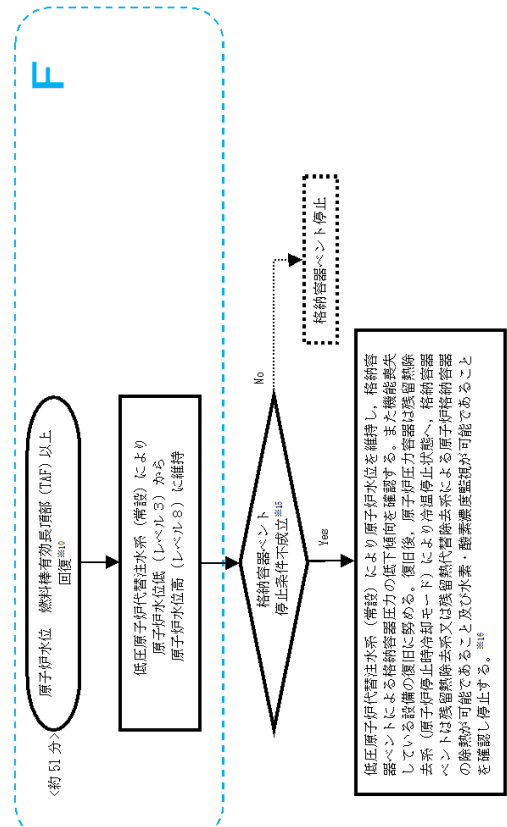 F
原子炉水位　燃料棒有効長頂部(TAF)以上
回復※10
<約 51 分>
低圧原子炉代替注水系（常設）により
原子炉水位低（レベル３）から
原子炉水位高（レベル８）に維持
格納容器ベント
停止条件不成立※15
No
格納容器ベント停止
Yes
低圧原子炉代替注水系（常設）により原子炉水位を維持し，格納容
器ベントによる格納容器圧力の低下傾向を確認する。また機能喪失
している設備の復旧に努める。復旧後，原子炉圧力容器は残留熱除
去系（原子炉停止時冷却モード）により冷温停止状態へ，格納容器
ベントは残留熱除去系又は残留熱代替除去系による原子炉格納容器
の除熱が可能であること及び水素・酸素濃度監視が可能であること
を確認し停止する。※16